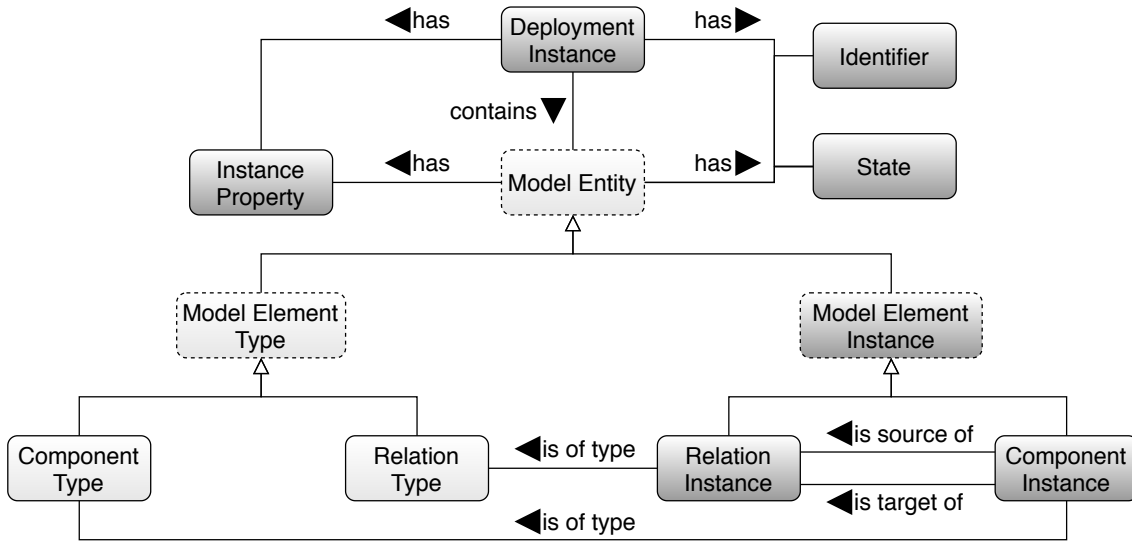 has
Deployment
Instance
has
Identifier
contains
Instance
Property
has
Model Entity
has
State
Model Element
Type
Model Element
Instance
Component
Type
Relation
Type
is of type
Relation
Instance
is source of
is target of
Component
Instance
is of type